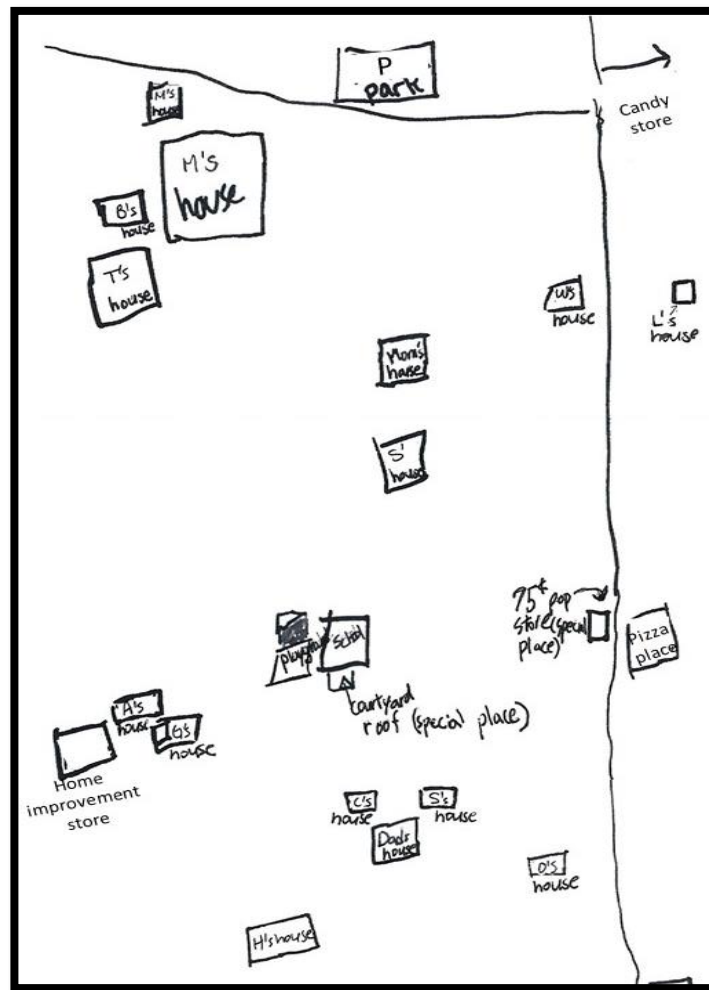 P
park
M's
house
Candy
store
M's
house
B's
house
T's
house
W's
house
L's
house
Mom's
house
S'
house
75¢ pop
store (special
place)
Pizza
place
School
courtyard
roof (special place)
A's
house
G's
house
Home
improvement
store
C's
house
S's
house
Dad's
house
O's
house
H's house